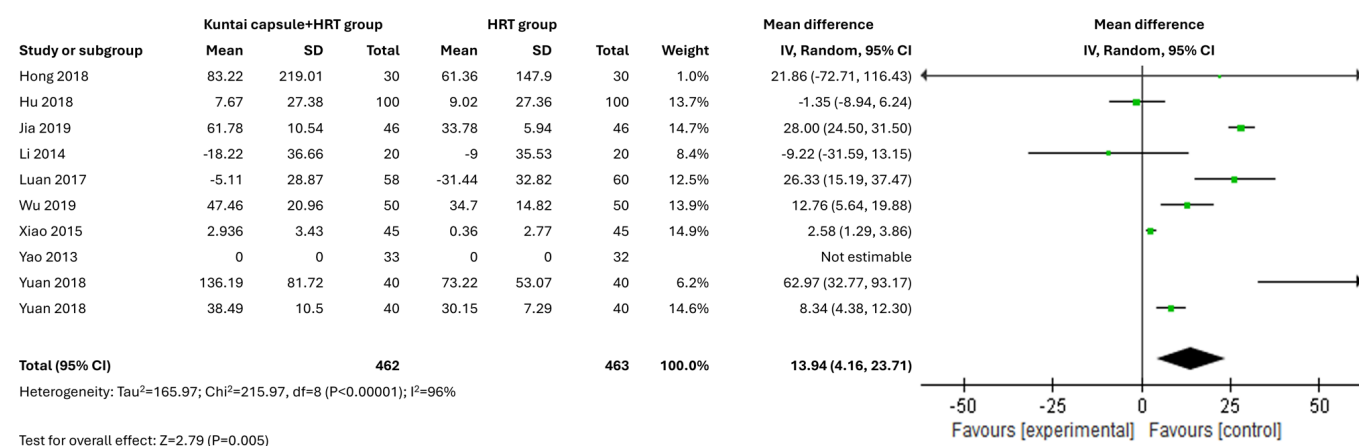 Kuntai capsule+HRT group HRT group Mean difference Mean difference
Study or subgroup Mean SD Total Mean SD Total Weight IV, Random, 95% CI IV, Random, 95% CI
Hong 2018 83.22 219.01 30 61.36 147.9 30 1.0% 21.86 (-72.71, 116.43)
Hu 2018 7.67 27.38 100 9.02 27.36 100 13.7% -1.35 (-8.94, 6.24)
Jia 2019 61.78 10.54 46 33.78 5.94 46 14.7% 28.00 (24.50, 31.50)
Li 2014 -18.22 36.66 20 -9 35.53 20 8.4% -9.22 (-31.59, 13.15)
Luan 2017 -5.11 28.87 58 -31.44 32.82 60 12.5% 26.33 (15.19, 37.47)
Wu 2019 47.46 20.96 50 34.7 14.82 50 13.9% 12.76 (5.64, 19.88)
Xiao 2015 2.936 3.43 45 0.36 2.77 45 14.9% 2.58 (1.29, 3.86)
Yao 2013 0 0 33 0 0 32 Not estimable
Yuan 2018 136.19 81.72 40 73.22 53.07 40 6.2% 62.97 (32.77, 93.17)
Yuan 2018 38.49 10.5 40 30.15 7.29 40 14.6% 8.34 (4.38, 12.30)
Total (95% CI) 462 463 100.0% 13.94 (4.16, 23.71)
Heterogeneity: Tau²=165.97; Chi²=215.97, df=8 (P<0.00001); I²=96%
-50 -25 0 25 50
Favours [experimental] Favours [control]
Test for overall effect: Z=2.79 (P=0.005)